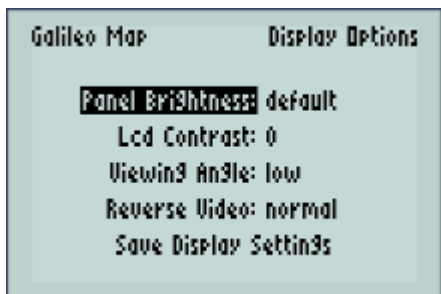 Galileo Map Display Options
Panel Brightness: default
Lcd Contrast: 0
Viewing Angle: low
Reverse Video: normal
Save Display Settings